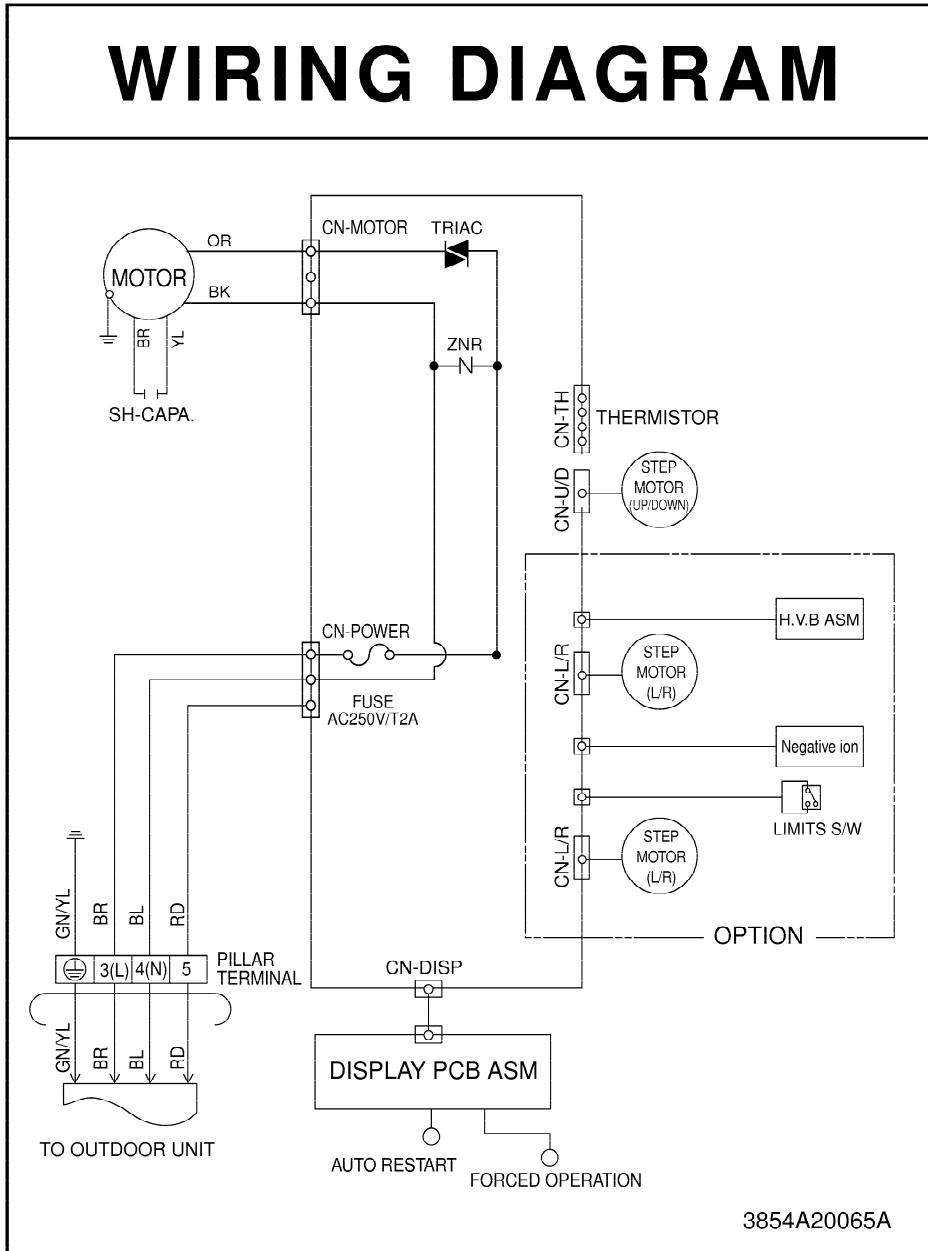 WIRING DIAGRAM
CN-MOTOR
TRIAC
OR
MOTOR
BK
BR
YL
ZNR
SH-CAPA.
CN-TH
THERMISTOR
CN-U/D
STEP
MOTOR
(UP/DOWN)
CN-POWER
H.V.B ASM
CN-L/R
STEP
MOTOR
(L/R)
FUSE
AC250V/T2A
Negative ion
LIMITS S/W
CN-L/R
STEP
MOTOR
(L/R)
OPTION
GN/YL
BR
BL
RD
3(L)
4(N)
5
PILLAR
TERMINAL
CN-DISP
GN/YL
BR
BL
RD
DISPLAY PCB ASM
TO OUTDOOR UNIT
AUTO RESTART
FORCED OPERATION
3854A20065A